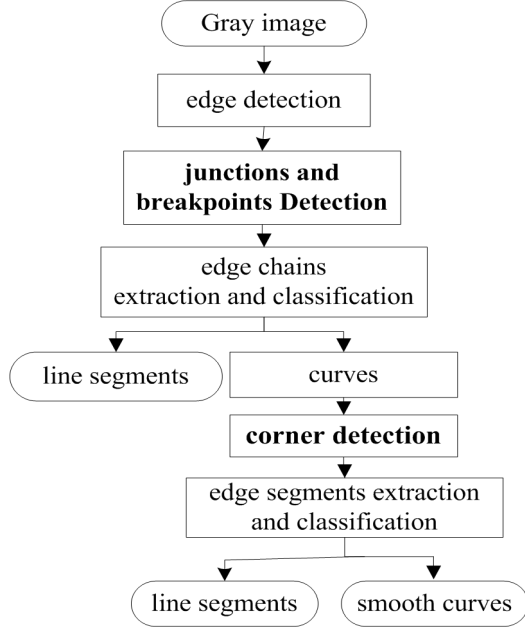 Gray image
edge detection
junctions and
breakpoints Detection
edge chains
extraction and classification
line segments
curves
corner detection
edge segments extraction
and classification
line segments
smooth curves